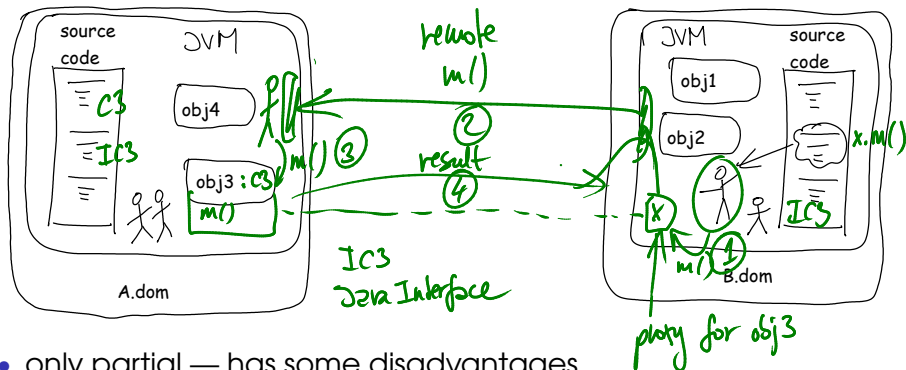 source
code
JVM
C3
IC3
obj4
obj3 : C3
m()
A.dom
remote
m()
2
m() 3
result
4
IC3
Java Interface
JVM
source
code
obj1
obj2
x.m()
IC3
X
m() 1
B.dom
proxy for obj3
• only partial — has some disadvantages